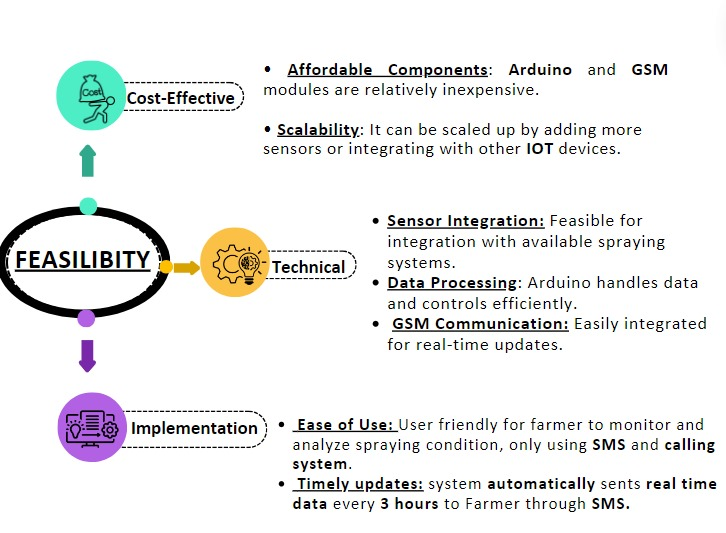 • Affordable Components: Arduino and GSM
modules are relatively inexpensive.
Cost
Cost-Effective
• Scalability: It can be scaled up by adding more
sensors or integrating with other IOT devices.
FEASILIBITY
Technical
• Sensor Integration: Feasible for
integration with available spraying
systems.
• Data Processing: Arduino handles data
and controls efficiently.
• GSM Communication: Easily integrated
for real-time updates.
Implementation
• Ease of Use: User friendly for farmer to monitor and
analyze spraying condition, only using SMS and calling
system.
• Timely updates: system automatically sents real time
data every 3 hours to Farmer through SMS.